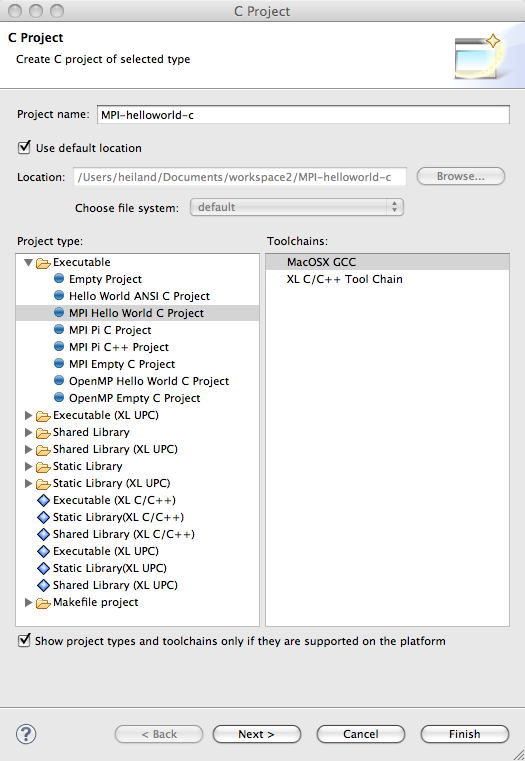 C Project
C Project
Create C project of selected type
Project name: MPI-helloworld-c
Use default location
Location: /Users/heiland/Documents/workspace2/MPI-helloworld-c Browse...
Choose file system: default
Project type: Toolchains:
Executable MacOSX GCC
Empty Project XL C/C++ Tool Chain
Hello World ANSI C Project
MPI Hello World C Project
MPI Pi C Project
MPI Pi C++ Project
MPI Empty C Project
OpenMP Hello World C Project
OpenMP Empty C Project
Executable (XL UPC)
Shared Library
Shared Library (XL UPC)
Static Library
Static Library (XL UPC)
Executable (XL C/C++)
Static Library(XL C/C++)
Shared Library (XL C/C++)
Executable (XL UPC)
Static Library(XL UPC)
Shared Library (XL UPC)
Makefile project
Show project types and toolchains only if they are supported on the platform
? < Back Next > Cancel Finish